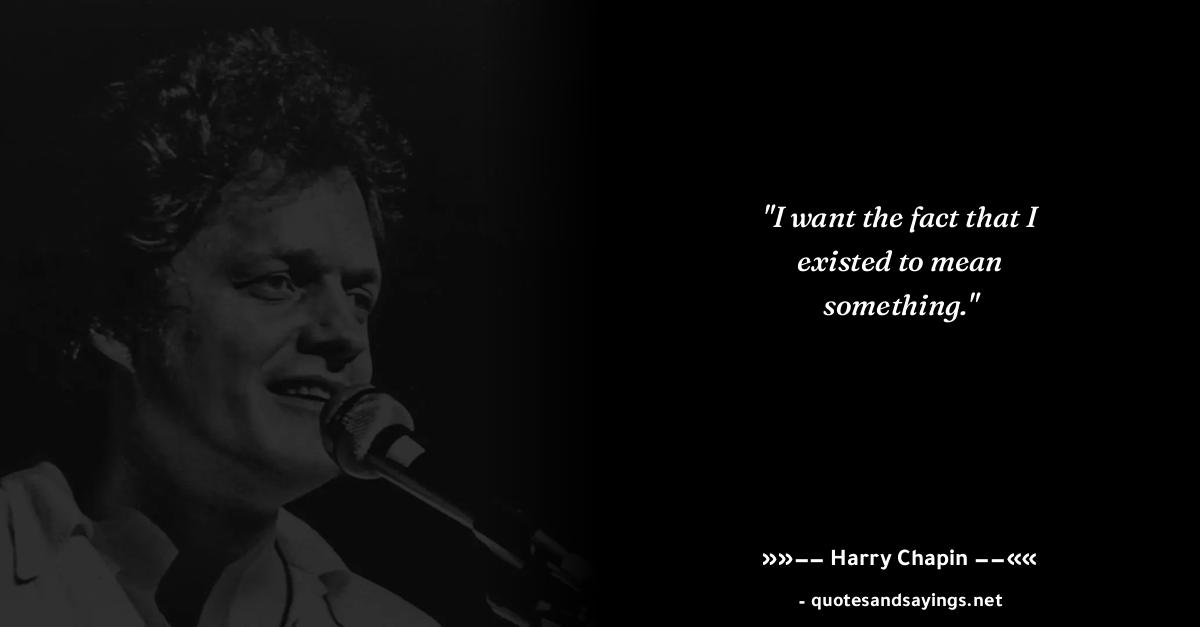 "I want the fact that I
existed to mean
something."
»»−− Harry Chapin −−««
- quotesandsayings.net